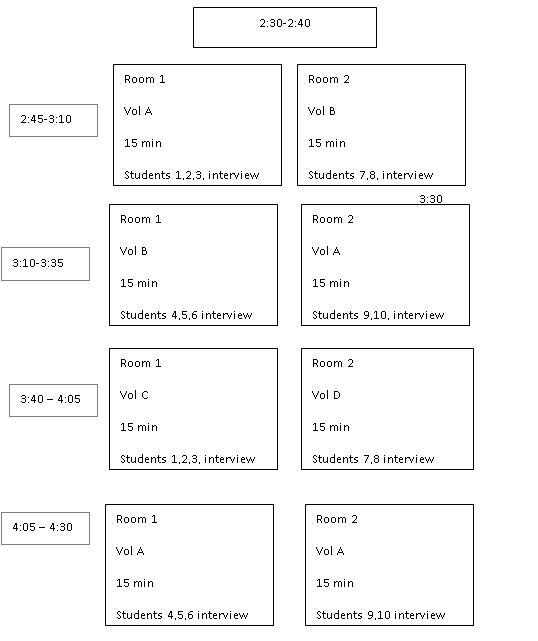 2:30-2:40
2:45-3:10
Room 1
Vol A
15 min
Students 1,2,3, interview
Room 2
Vol B
15 min
Students 7,8, interview
3:30
3:10-3:35
Room 1
Vol B
15 min
Students 4,5,6 interview
Room 2
Vol A
15 min
Students 9,10, interview
3:40 – 4:05
Room 1
Vol C
15 min
Students 1,2,3, interview
Room 2
Vol D
15 min
Students 7,8 interview
4:05 – 4:30
Room 1
Vol A
15 min
Students 4,5,6 interview
Room 2
Vol A
15 min
Students 9,10 interview